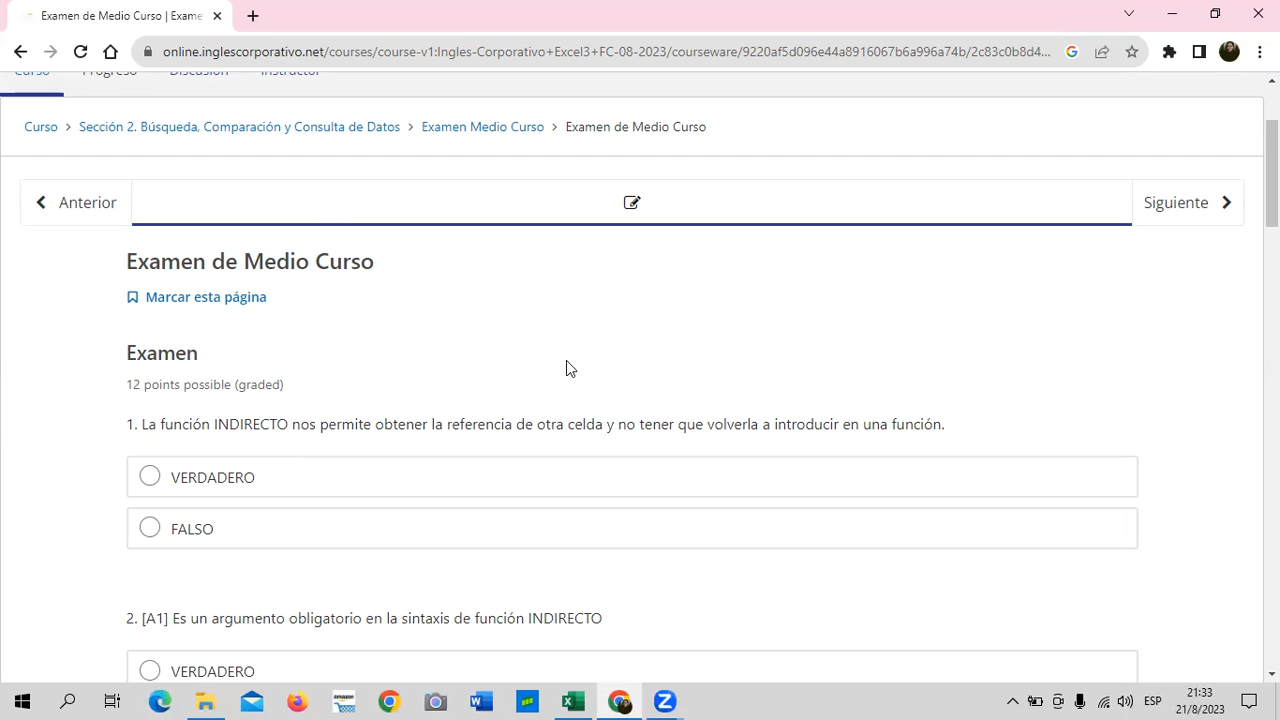 Examen de Medio Curso | Exame
online.inglescorporativo.net/courses/course-v1:Ingles-Corporativo+Excel3+FC-08-2023/courseware/9220af5d096e44a8916067b6a996a74b/2c83c0b8d4...
Curso Progreso Discusión Instructor
Curso > Sección 2. Búsqueda, Comparación y Consulta de Datos > Examen Medio Curso > Examen de Medio Curso
Anterior
Siguiente
Examen de Medio Curso
Marcar esta página
Examen
12 points possible (graded)
1. La función INDIRECTO nos permite obtener la referencia de otra celda y no tener que volverla a introducir en una función.
VERDADERO
FALSO
2. [A1] Es un argumento obligatorio en la sintaxis de función INDIRECTO
VERDADERO
ESP
21:33
21/8/2023